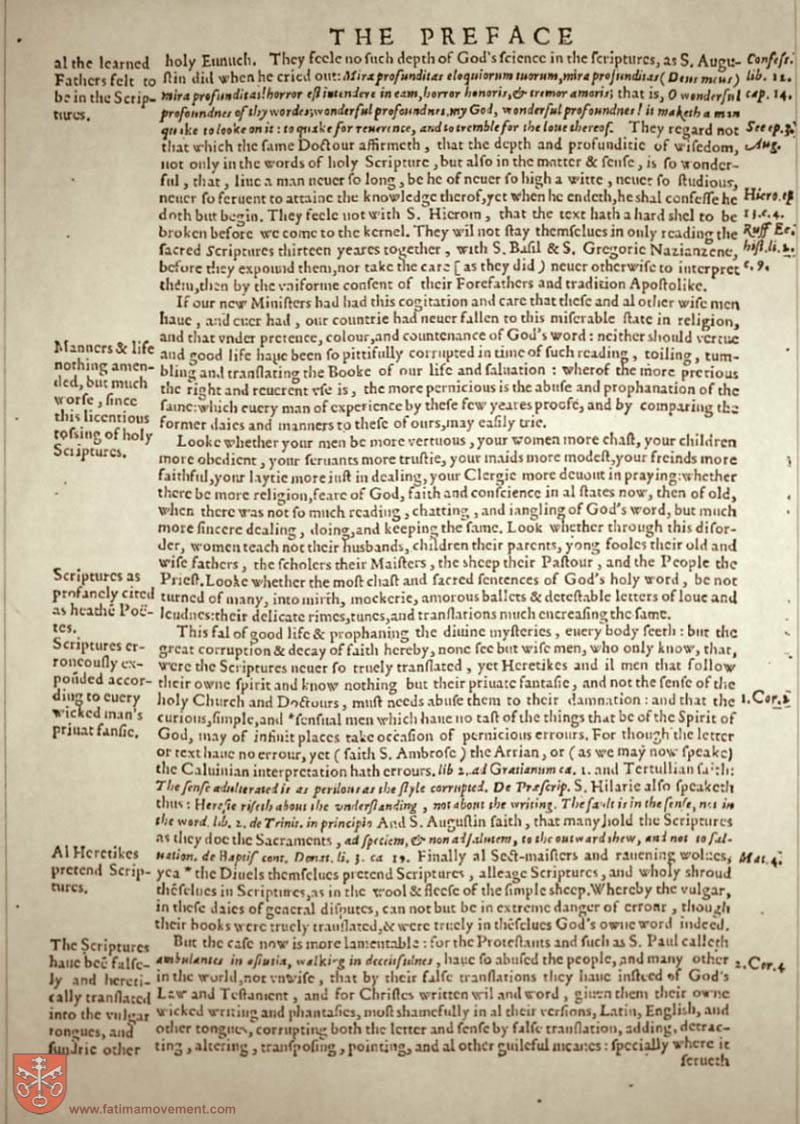 THE PREFACE
al the learned
Fathers felt to
be in the Scrip-
tures.
holy Eunuch. They feele no ſuch depth of God's ſcience in the ſcriptures, as S. Augu-
ſtin did when he cried out: Mira profunditas eloquiorum tuorum, mira profunditas (Deus meus)
mira profunditas! horror eſt intendere in eam, horror honoris, & tremor amoris; that is, O wonderful
profoundnes of thy wordes; wonderful profoundnes, my God, wonderful profoundnes! it maketh a man
quake to looke on it: to quake for reuerence, and to tremble for the loue thereof. They regard not
that which the ſame Doctour affirmeth, that the depth and profunditie of wiſedom,
not only in the words of holy Scripture, but alſo in the matter & ſenſe, is ſo wonder-
ful, that, liue a man neuer ſo long, be he of neuer ſo high a witte, neuer ſo ſtudious,
neuer ſo feruent to attaine the knowledge therof, yet when he endeth, he shal confeſſe he
doth but begin. They feele not with S. Hierom, that the text hath a hard shel to be
broken before we come to the kernel. They wil not ſtay themſelues in only reading the
ſacred Scriptures thirteen yeares together, with S. Baſil & S. Gregorie Nazianzene,
before they expound them, nor take the care [as they did) neuer otherwiſe to interpret
thẽm, then by the vniforme conſent of their Forefathers and tradition Apoſtolike.
Confeſſ.
lib. 12.
cap. 14.
See ep. 3.
Aug.
Hiero. ep
13. c. 4.
Ruff Ec.
hiſt. li. 2.
c. 9.
If our new Miniſters had had this cogitation and care that theſe and al other wiſe men
haue, and euer had, our countrie had neuer fallen to this miſerable ſtate in religion,
and that vnder pretence, colour, and countenance of God's word: neither should vertue
and good life haue been ſo pittifully corrupted in time of ſuch reading, toiling, tum-
bling and tranſlating the Booke of our life and ſaluation: wherof the more pretious
the right and reuerent vſe is, the more pernicious is the abuſe and prophanation of the
ſame: which euery man of experience by theſe few yeares proofe, and by comparing the
former daies and manners to theſe of ours, may eaſily trie.
Manners & life
nothing amen-
ded, but much
worſe, ſince
this licentious
toſsing of holy
Scriptures.
Looke whether your men be more vertuous, your women more chaſt, your children
more obedient, your ſeruants more truſtie, your maids more modeſt, your freinds more
faithful, your laytie more iuſt in dealing, your Clergie more deuout in praying: whether
there be more religion, feare of God, faith and conſcience in al ſtates now, then of old,
when there was not ſo much reading, chatting, and iangling of God's word, but much
more ſincere dealing, doing, and keeping the ſame. Look whether through this diſor-
der, women teach not their husbands, children their parents, yong fooles their old and
wiſe fathers, the ſcholers their Maiſters, the sheep their Paſtour, and the People the
Prieſt. Looke whether the moſt chaſt and ſacred ſentences of God's holy word, be not
turned of many, into mirth, mockerie, amorous ballets & deteſtable letters of loue and
leudnes: their delicate rimes, tunes, and tranſlations much encreaſing the ſame.
Scriptures as
profanely cited
as heathẽ Poë-
tes.
This fal of good life & prophaning the diuine myſteries, euery body ſeeth: but the
great corruption & decay of faith hereby, none ſee but wiſe men, who only know, that,
were the Scriptures neuer ſo truely tranſlated, yet Heretikes and il men that follow
their owne ſpirit and know nothing but their priuate fantaſie, and not the ſenſe of the
holy Church and Doctours, muſt needs abuſe them to their damnation: and that the
curious, ſimple, and *ſenſual men which haue no taſt of the things that be of the Spirit of
God, may of infinit places take occaſion of pernicious errours. For though the letter
or text haue no errour, yet (ſaith S. Ambroſe) the Arrian, or (as we may now ſpeake)
the Caluinian interpretation hath errours. lib 2. ad Gratianum ca. 1. and Tertullian ſaith:
The ſenſe adulterated is as perilous as the ſtyle corrupted. De Præſcrip. S. Hilarie alſo ſpeaketh
thus: Hereſie riſeth about the vnderſtanding, not about the writing. The fault is in the ſenſe, not in
the word. lib. 2. de Trinit. in principio And S. Auguſtin ſaith, that many hold the Scriptures
as they doe the Sacraments, ad ſpeciem, & non ad ſalutem, to the outward shew, and not to ſal-
uation. de Baptiſ cont. Donat. li. 3. ca 19. Finally al Sect-maiſters and rauening wolues,
yea * the Diuels themſelues pretend Scriptures, alleage Scriptures, and wholy shroud
thẽſelues in Scriptures, as in the wool & fleeſe of the ſimple sheep. Whereby the vulgar,
in theſe daies of general diſputes, can not but be in extreme danger of errour, though
their books were truely tranſlated, & were truely in thẽſelues God's owne word indeed.
Scriptures er-
roneouſly ex-
põuded accor-
ding to euery
wicked man's
priuat fanſie.
1. Cor. 2
Al Heretikes
pretend Scrip-
tures.
Mat. 4.
But the caſe now is more lamentable: for the Proteſtants and ſuch as S. Paul calleth
ambulantes in aſtutia, walking in deceitfulnes, haue ſo abuſed the people, and many other
in the world, not vnwiſe, that by their falſe tranſlations they haue inſteed of God's
Law and Teſtament, and for Chriſtes written wil and word, giuen them their owne
wicked writing and phantaſies, moſt shamefully in al their verſions, Latin, English, and
other tongues, corrupting both the letter and ſenſe by falſe tranſlation, adding, detrac-
ting, altering, tranſpoſing, pointing, and al other guileful meanes: ſpecially where it
ſerueth
The Scriptures
haue beẽ falſe-
ly and hereti-
cally tranſlated
into the vulgar
tongues, and
ſundrie other
2. Cor. 4
www.fatimamovement.com